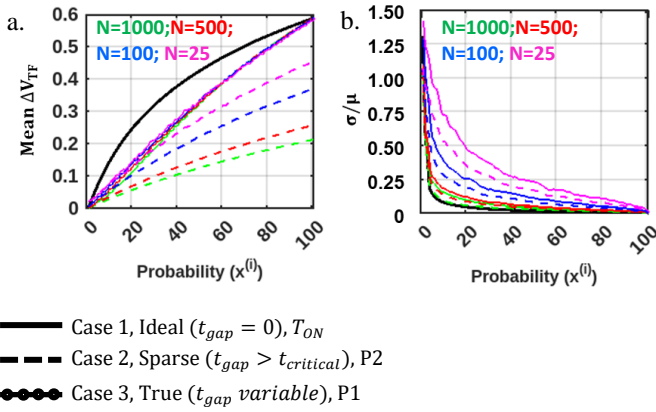 a.
N=1000;N=500;
N=100; N=25
Mean ΔV_TF
0.6
0.5
0.4
0.3
0.2
0.1
0
0
20
40
60
80
100
Probability (x^(i))
b.
N=1000;N=500;
N=100; N=25
σ/μ
1.50
1.25
1.00
0.75
0.50
0.25
0.00
0
20
40
60
80
100
Probability (x^(i))
Case 1, Ideal (t_gap = 0), T_ON
Case 2, Sparse (t_gap > t_critical), P2
Case 3, True (t_gap variable), P1